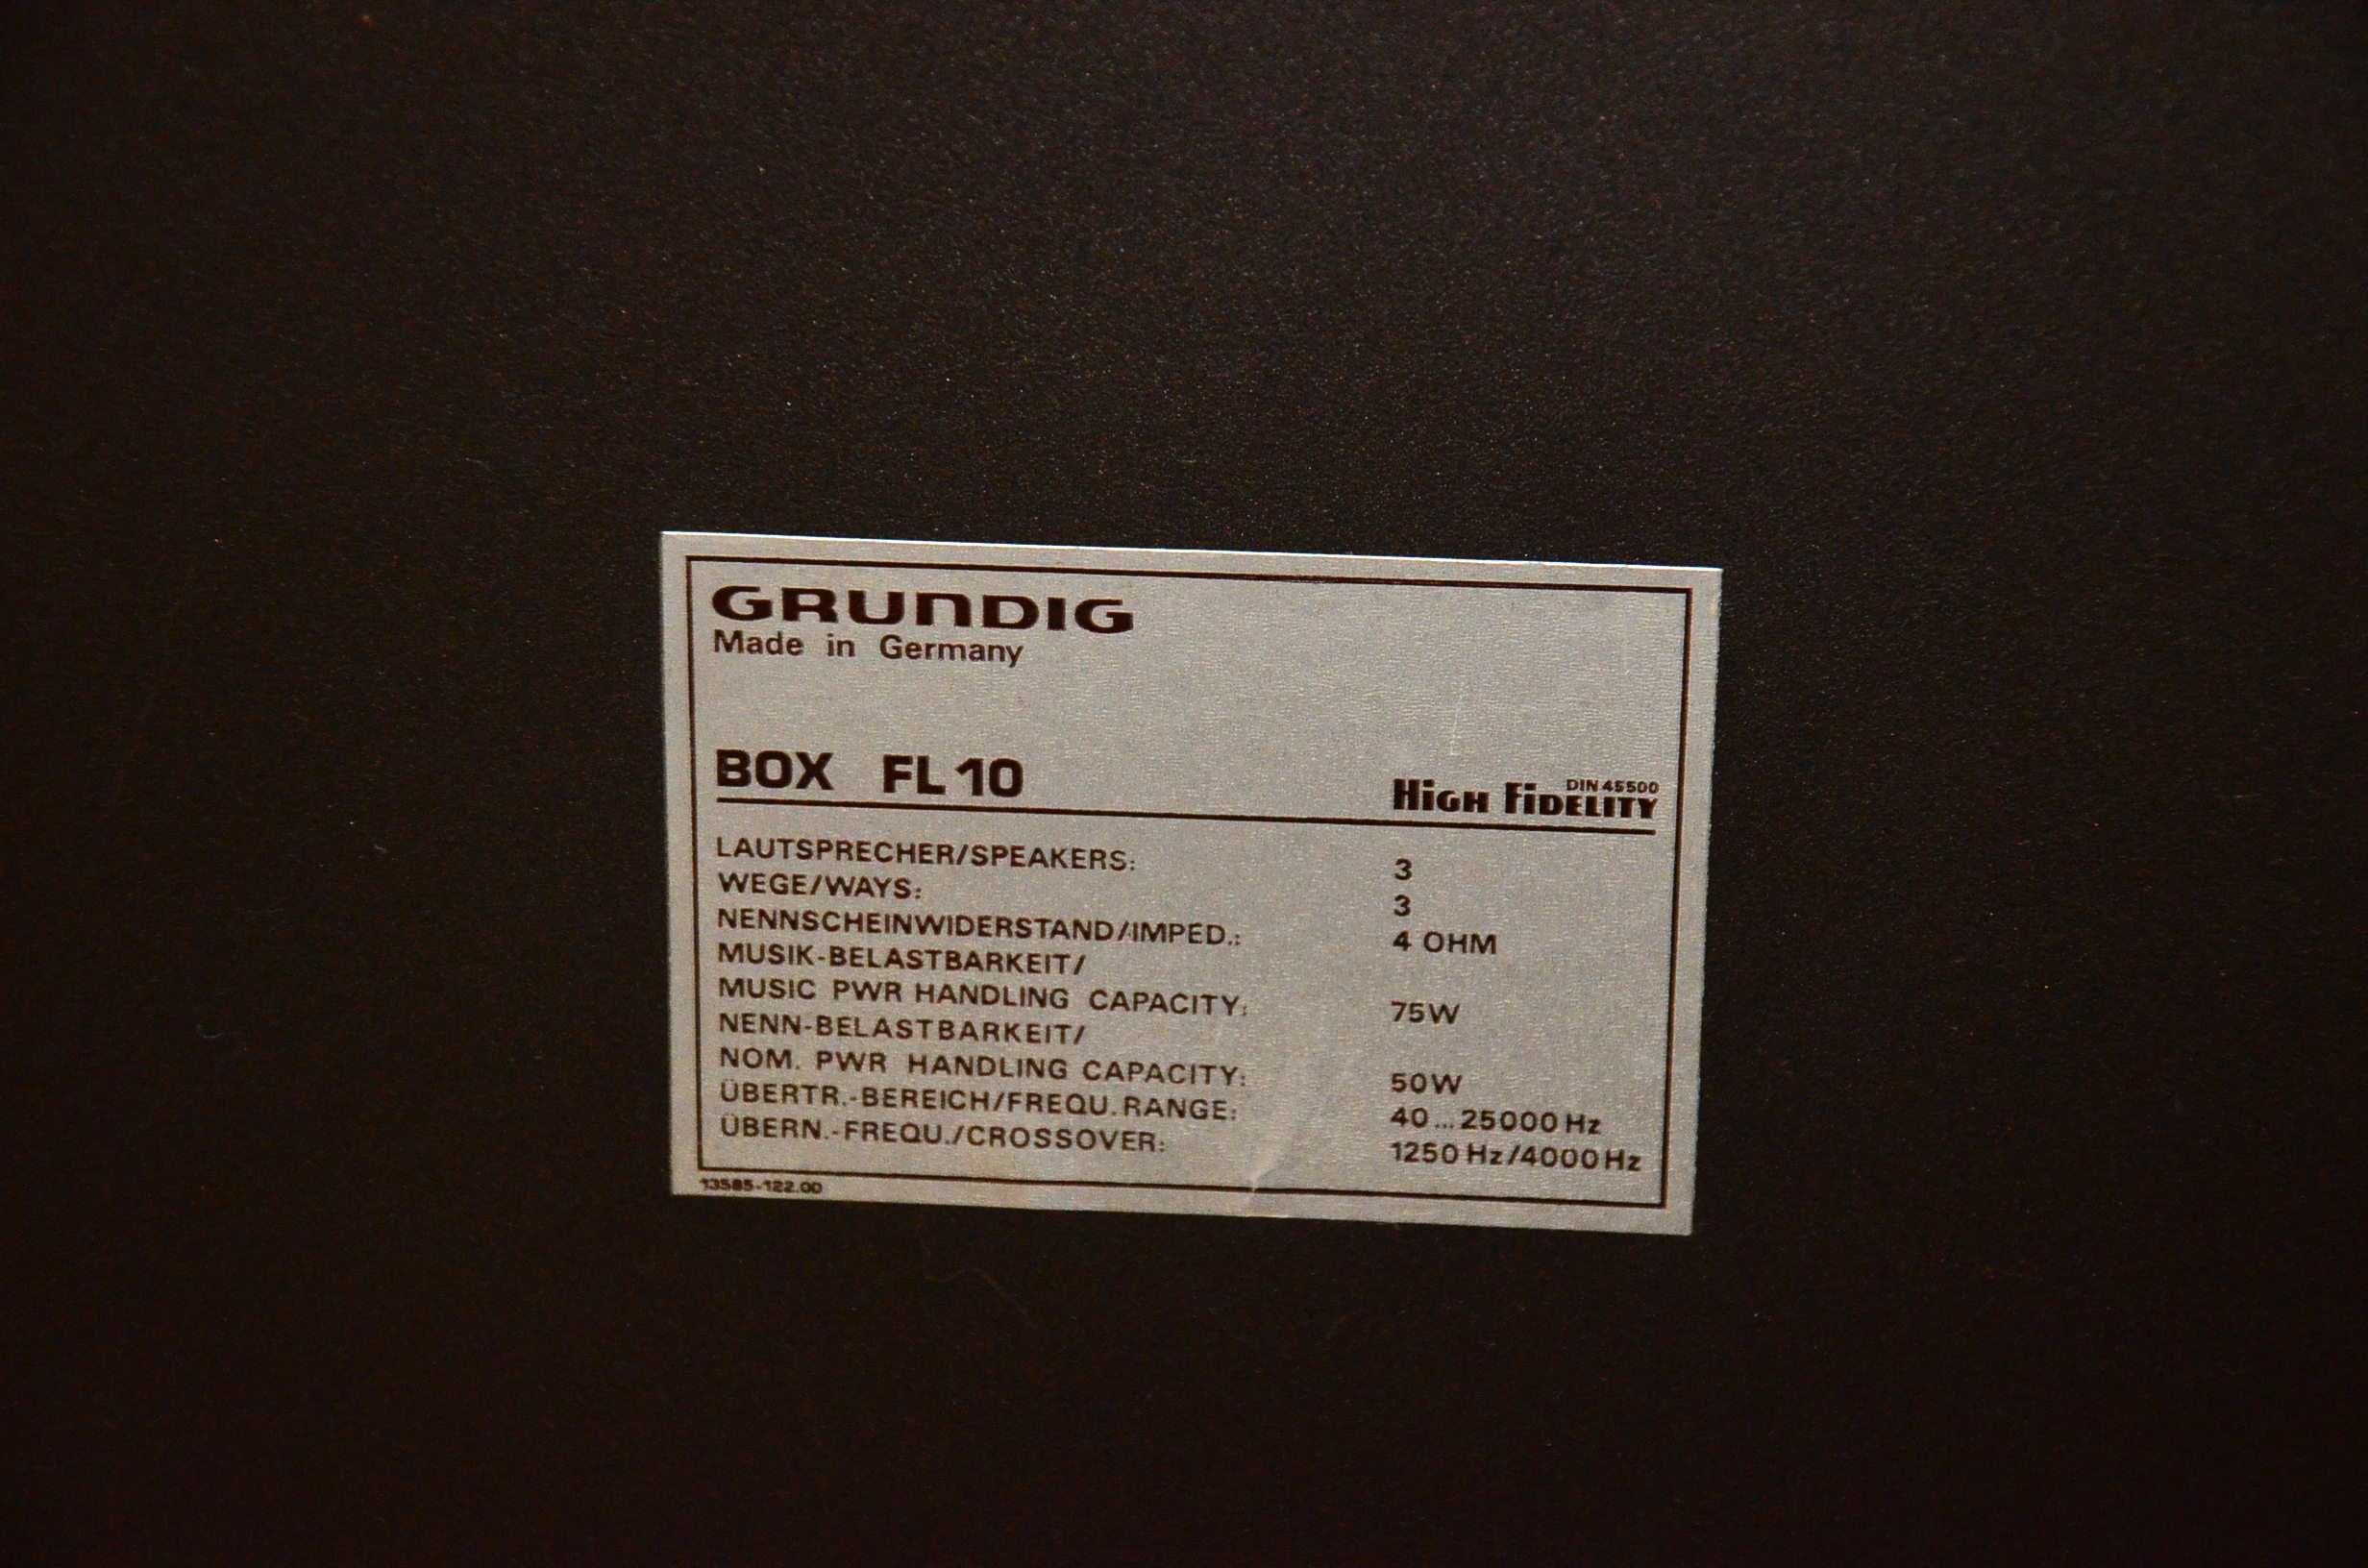 GRUNDIG
Made in Germany
BOX FL 10
DIN 45500
HiGH FiDELITY
LAUTSPRECHER/SPEAKERS: 3
WEGE/WAYS: 3
NENNSCHEINWIDERSTAND/IMPED.: 4 OHM
MUSIK-BELASTBARKEIT/
MUSIC PWR HANDLING CAPACITY: 75W
NENN-BELASTBARKEIT/
NOM. PWR HANDLING CAPACITY: 50W
ÜBERTR.-BEREICH/FREQU. RANGE: 40...25000 Hz
ÜBERN.-FREQU./CROSSOVER: 1250 Hz/4000 Hz
13585-122.00